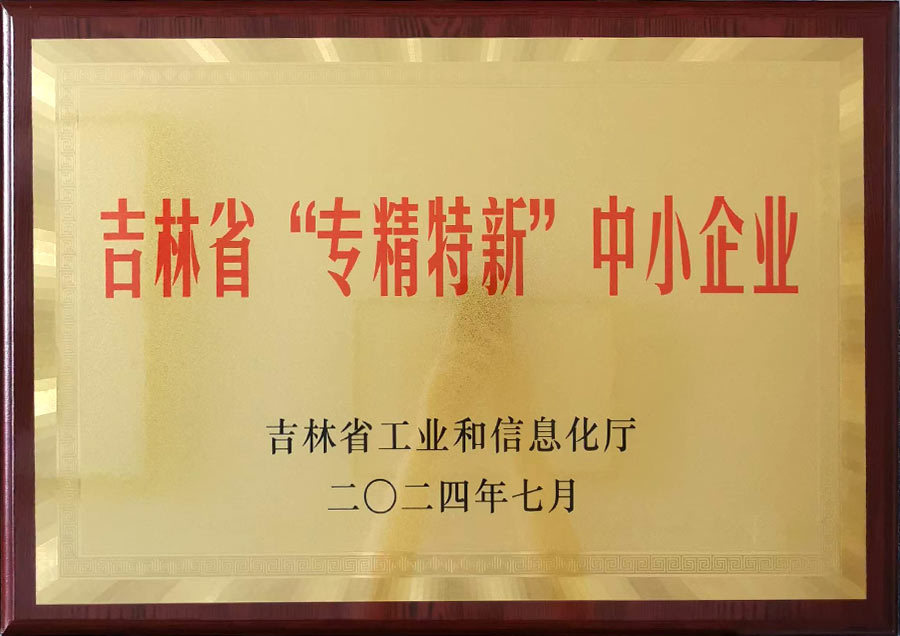 吉林省“专精特新”中小企业
吉林省工业和信息化厅
二〇二四年七月